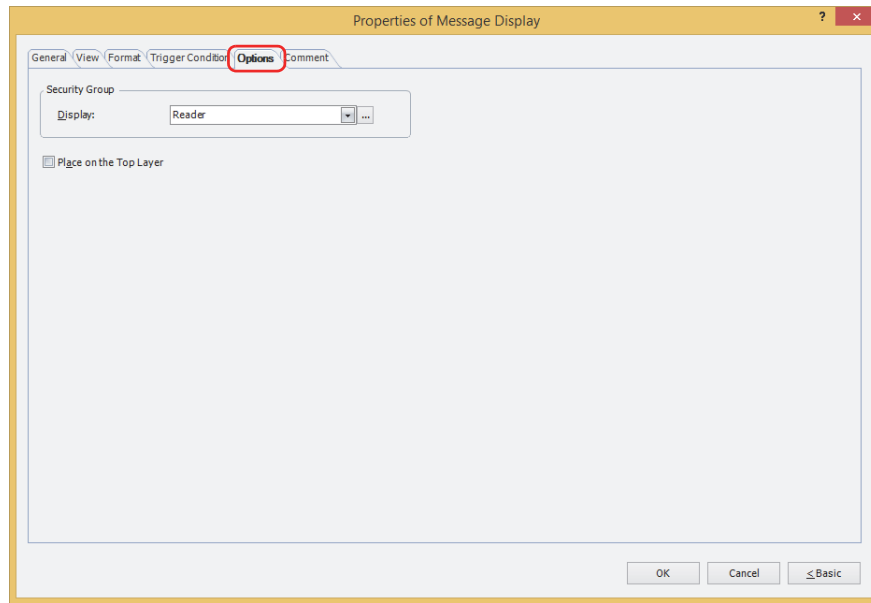 Properties of Message Display
? ×
General View Format Trigger Condition Options Comment
Security Group
Display: Reader ...
Place on the Top Layer
OK Cancel < Basic